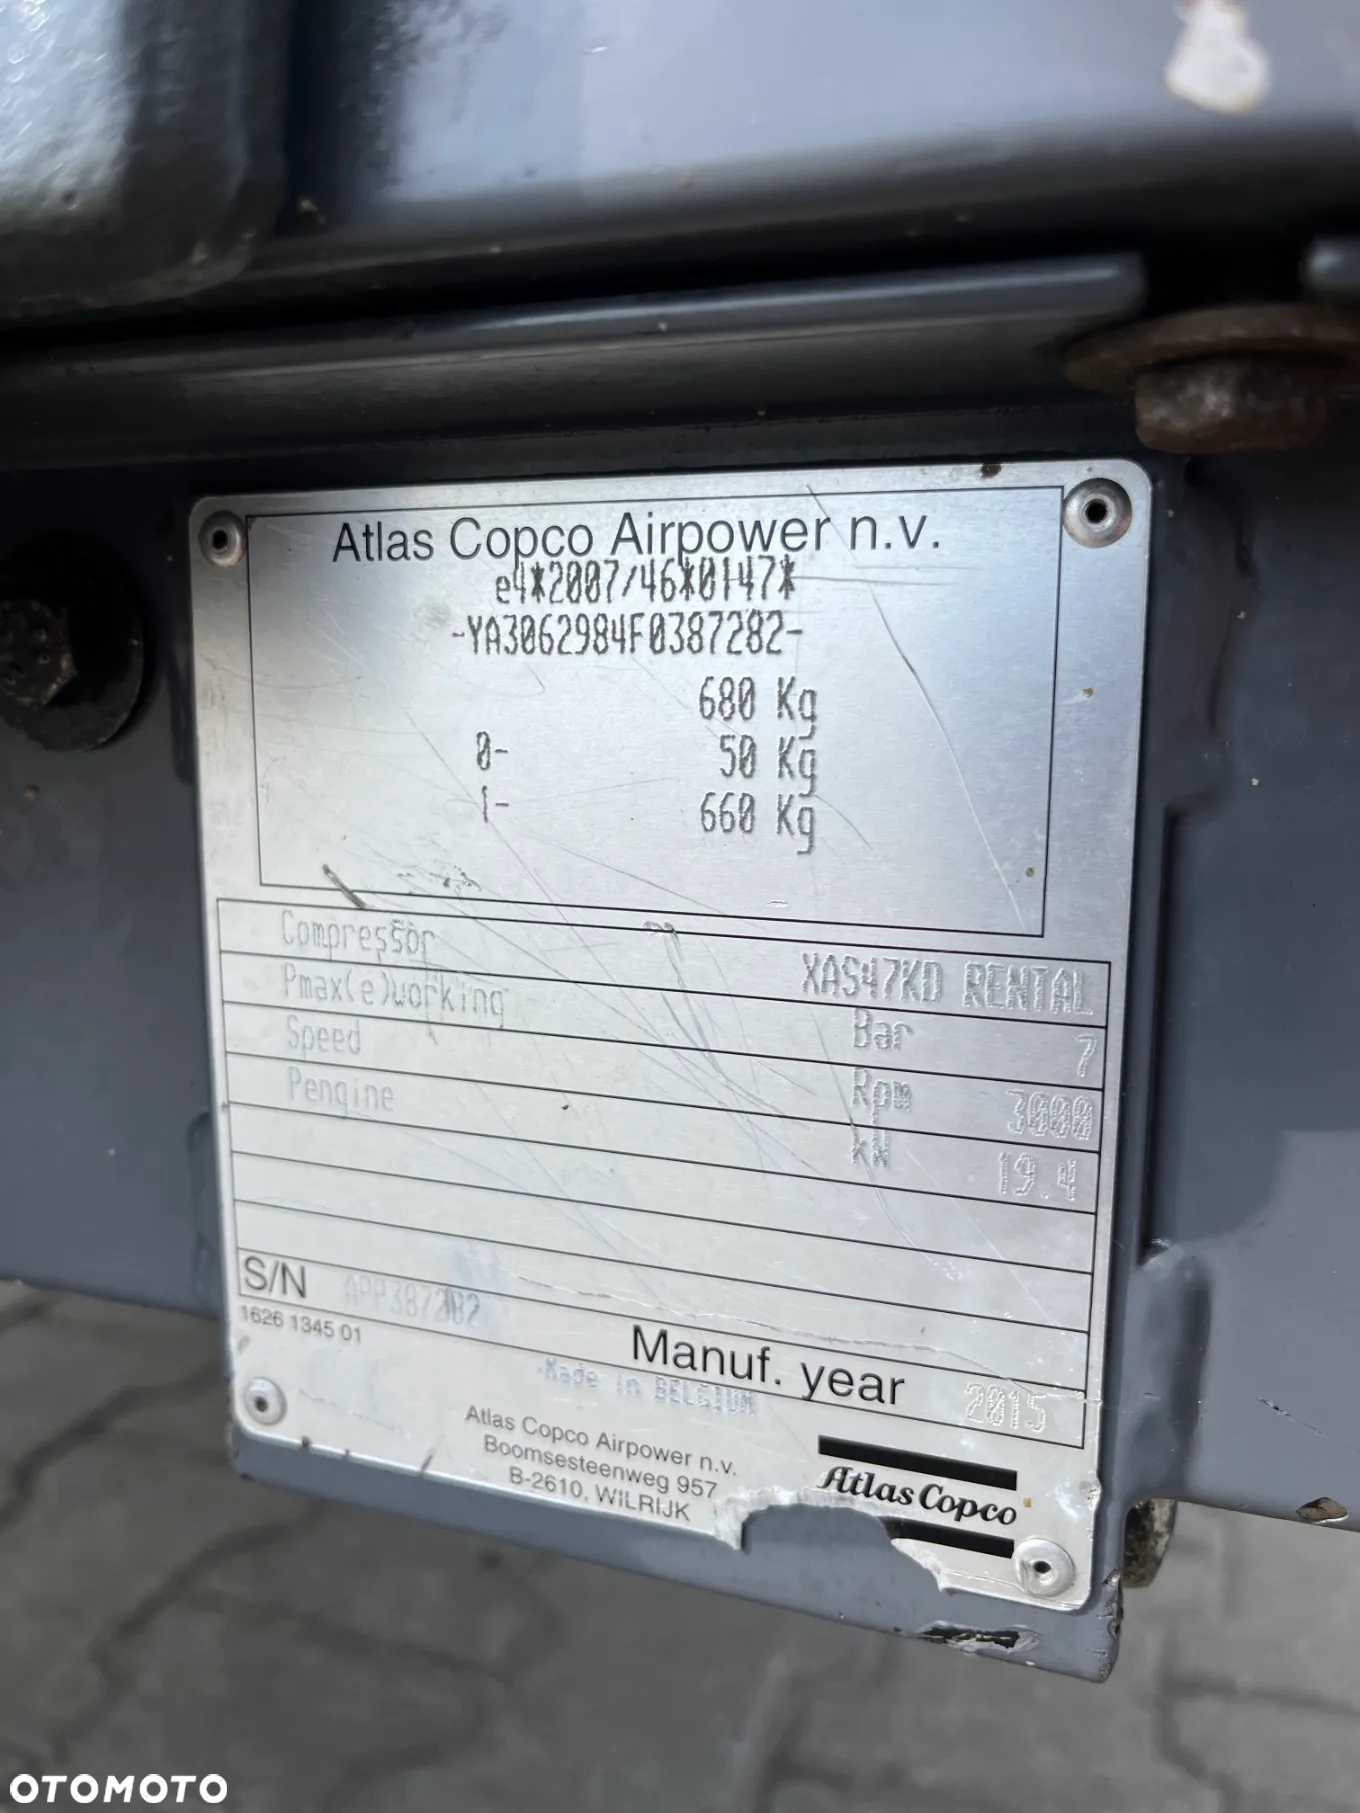 Atlas Copco Airpower n.v.
e4*2007/46*0147*
-YA3062984F0387282-
680 Kg
0- 50 Kg
1- 660 Kg
Compressor XAS47KD RENTAL
Pmax(e)working Bar 7
Speed Rpm 3000
Pengine kW 19.4
S/N APP387282
1626 1345 01
Manuf. year 2015
Made in BELGIUM
Atlas Copco Airpower n.v.
Boomsesteenweg 957
B-2610, WILRIJK
Atlas Copco
OTOMOTO